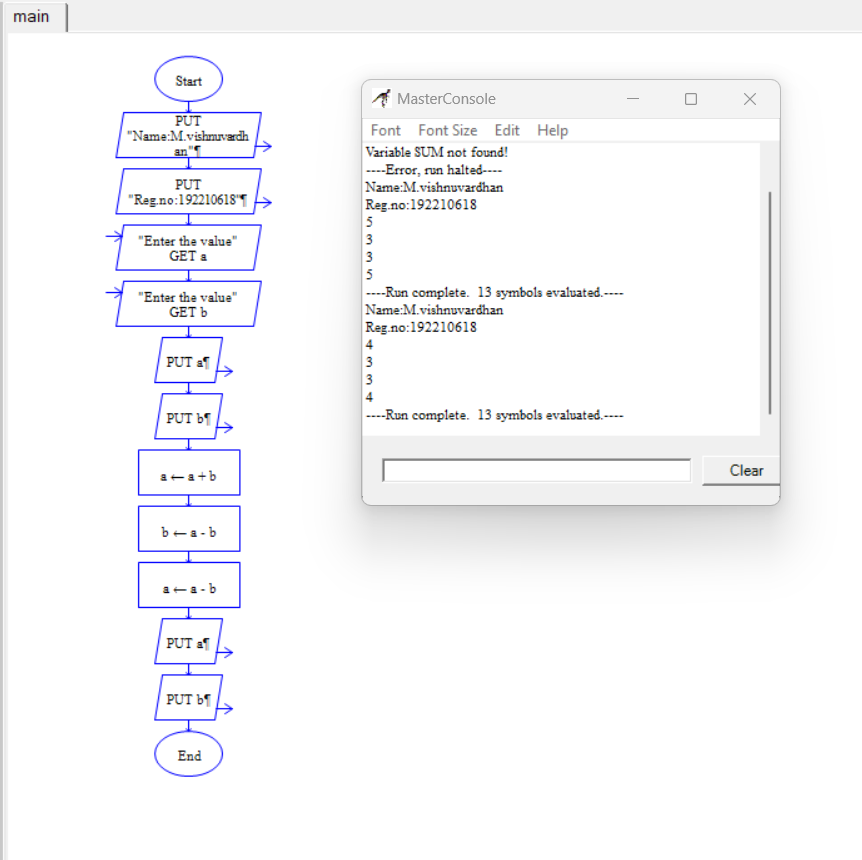 main
Start
PUT
"Name:M.vishnuvardh
an"¶
PUT
"Reg.no:192210618"¶
"Enter the value"
GET a
"Enter the value"
GET b
PUT a¶
PUT b¶
a ← a + b
b ← a - b
a ← a - b
PUT a¶
PUT b¶
End
MasterConsole
Font Font Size Edit Help
Variable SUM not found!
----Error, run halted----
Name:M.vishnuvardhan
Reg.no:192210618
5
3
3
5
----Run complete.  13 symbols evaluated.----
Name:M.vishnuvardhan
Reg.no:192210618
4
3
3
4
----Run complete.  13 symbols evaluated.----
Clear